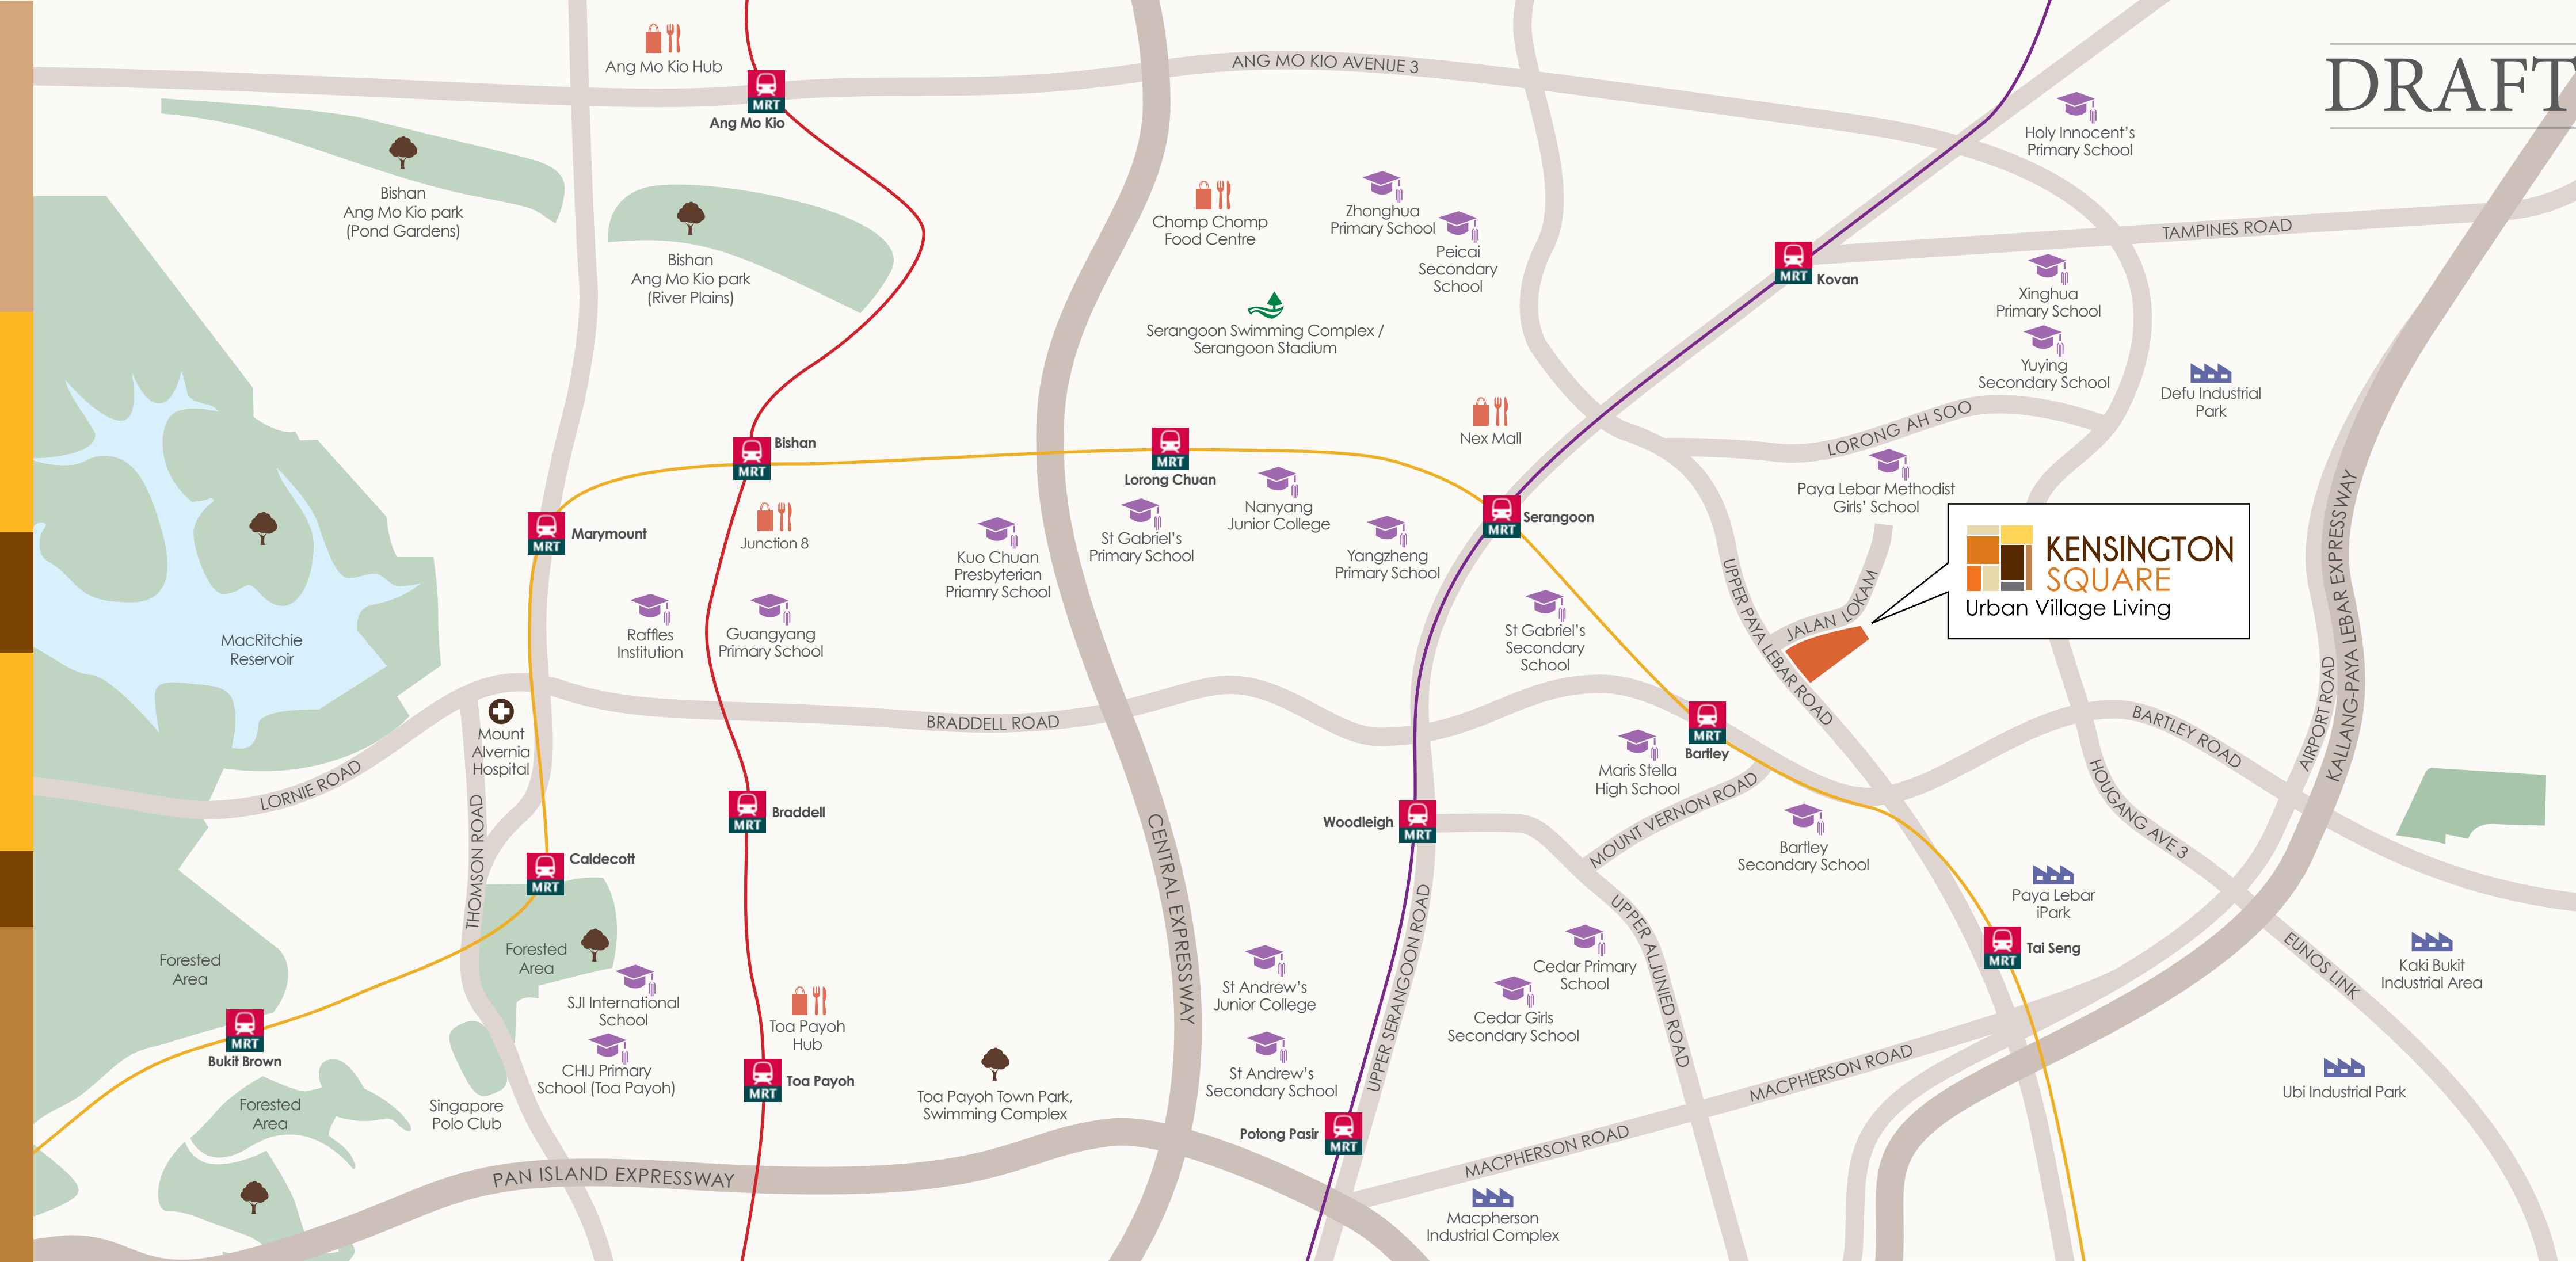 DRAFT
ANG MO KIO AVENUE 3
Ang Mo Kio Hub
MRT
Ang Mo Kio
Holy Innocent's
Primary School
Bishan
Ang Mo Kio park
(Pond Gardens)
Bishan
Ang Mo Kio park
(River Plains)
Chomp Chomp
Food Centre
Zhonghua
Primary School
Peicai
Secondary
School
TAMPINES ROAD
MRT
Kovan
Xinghua
Primary School
Yuying
Secondary School
Serangoon Swimming Complex /
Serangoon Stadium
Defu Industrial
Park
Nex Mall
LORONG AH SOO
Bishan
MRT
MRT
Lorong Chuan
Paya Lebar Methodist
Girls' School
Nanyang
Junior College
St Gabriel's
Primary School
Yangzheng
Primary School
Kuo Chuan
Presbyterian
Priamry School
MRT
Serangoon
MRT
Marymount
Junction 8
KENSINGTON
SQUARE
Urban Village Living
JALAN LOKAM
UPPER PAYA LEBAR ROAD
KALLANG-PAYA LEBAR EXPRESSWAY
AIRPORT ROAD
MacRitchie
Reservoir
Raffles
Institution
Guangyang
Primary School
St Gabriel's
Secondary
School
BRADDELL ROAD
BARTLEY ROAD
Mount
Alvernia
Hospital
LORNIE ROAD
THOMSON ROAD
MRT
Bartley
Maris Stella
High School
MOUNT VERNON ROAD
HOUGANG AVE 3
MRT
Braddell
Woodleigh
MRT
Bartley
Secondary School
CENTRAL EXPRESSWAY
Caldecott
MRT
Paya Lebar
iPark
UPPER SERANGOON ROAD
UPPER ALJUNIED ROAD
MRT
Tai Seng
EUNOS LINK
Kaki Bukit
Industrial Area
Forested
Area
Forested
Area
SJI International
School
St Andrew's
Junior College
Cedar Primary
School
Cedar Girls
Secondary School
Toa Payoh
Hub
MRT
Bukit Brown
CHIJ Primary
School (Toa Payoh)
MRT
Toa Payoh
St Andrew's
Secondary School
Toa Payoh Town Park,
Swimming Complex
MACPHERSON ROAD
Ubi Industrial Park
Forested
Area
Singapore
Polo Club
Potong Pasir
MRT
MACPHERSON ROAD
PAN ISLAND EXPRESSWAY
Macpherson
Industrial Complex